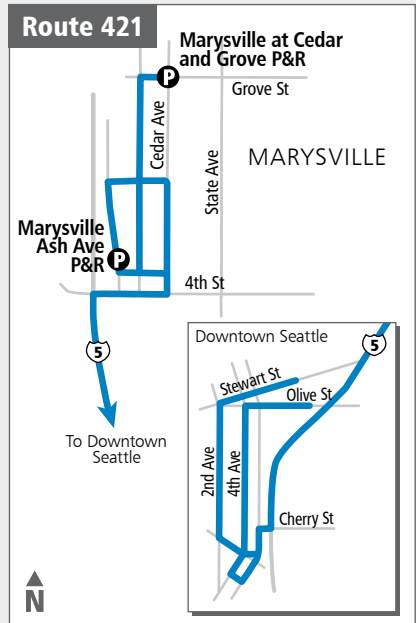 Route 421
Marysville at Cedar
and Grove P&R
P
Grove St
Cedar Ave
State Ave
MARYSVILLE
Marysville
Ash Ave
P&R
P
4th St
5
To Downtown
Seattle
N
Downtown Seattle
5
Stewart St
Olive St
2nd Ave
4th Ave
Cherry St